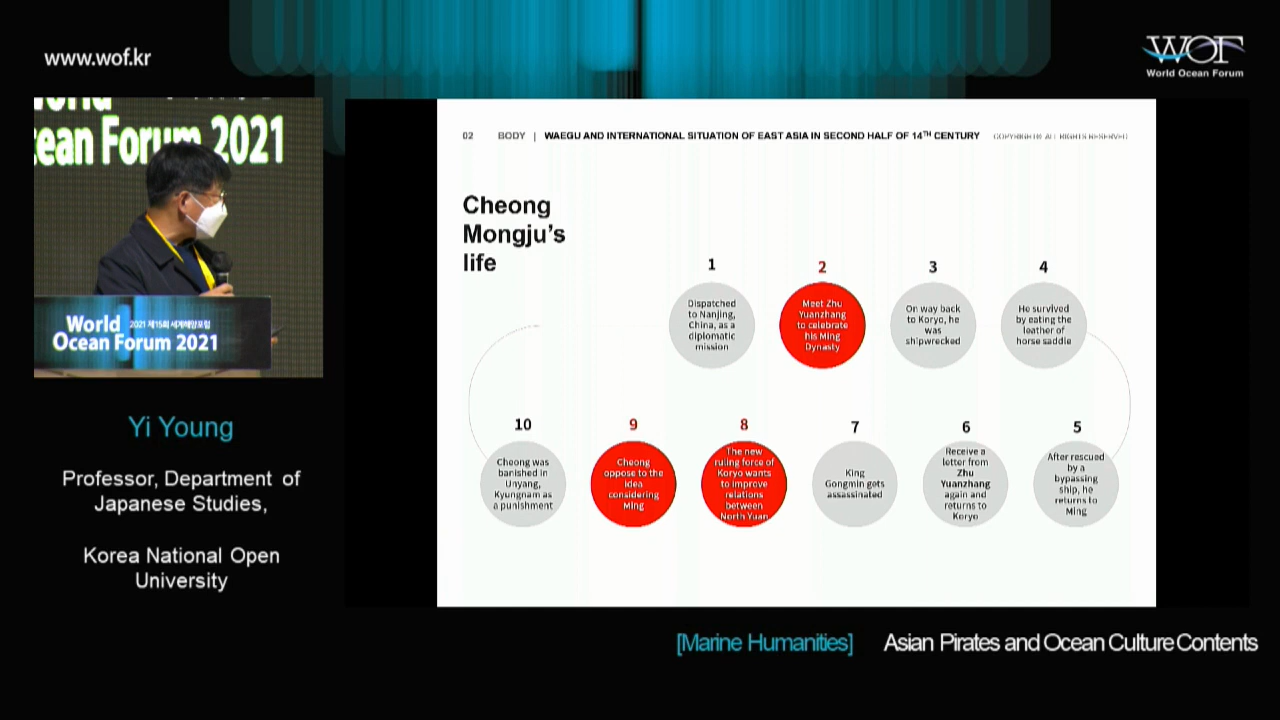 www.wof.kr
WOF
World Ocean Forum
World
cean Forum 2021
World 2021 제15회 세계해양포럼
Ocean Forum 2021
Yi Young
Professor, Department of
Japanese Studies,
Korea National Open
University
02 BODY | WAEGU AND INTERNATIONAL SITUATION OF EAST ASIA IN SECOND HALF OF 14TH CENTURY COPYRIGHT© ALL RIGHTS RESERVED
Cheong
Mongju's
life
1
Dispatched
to Nanjing,
China, as a
diplomatic
mission
2
Meet Zhu
Yuanzhang
to celebrate
his Ming
Dynasty
3
On way back
to Koryo, he
was
shipwrecked
4
He survived
by eating the
leather of
horse saddle
10
Cheong was
banished in
Unyang,
Kyungnam as
a punishment
9
Cheong
oppose to the
idea
considering
Ming
8
The new
ruling force of
Koryo wants
to improve
relations
between
North Yuan
7
King
Gongmin gets
assassinated
6
Receive a
letter from
Zhu
Yuanzhang
again and
returns to
Koryo
5
After rescued
by a
bypassing
ship, he
returns to
Ming
[Marine Humanities] Asian Pirates and Ocean Culture Contents